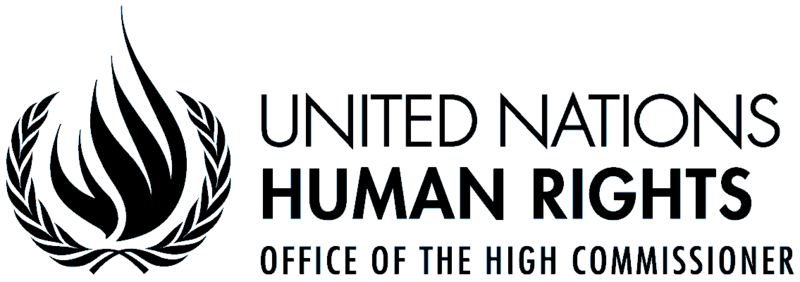 UNITED NATIONS
HUMAN RIGHTS
OFFICE OF THE HIGH COMMISSIONER